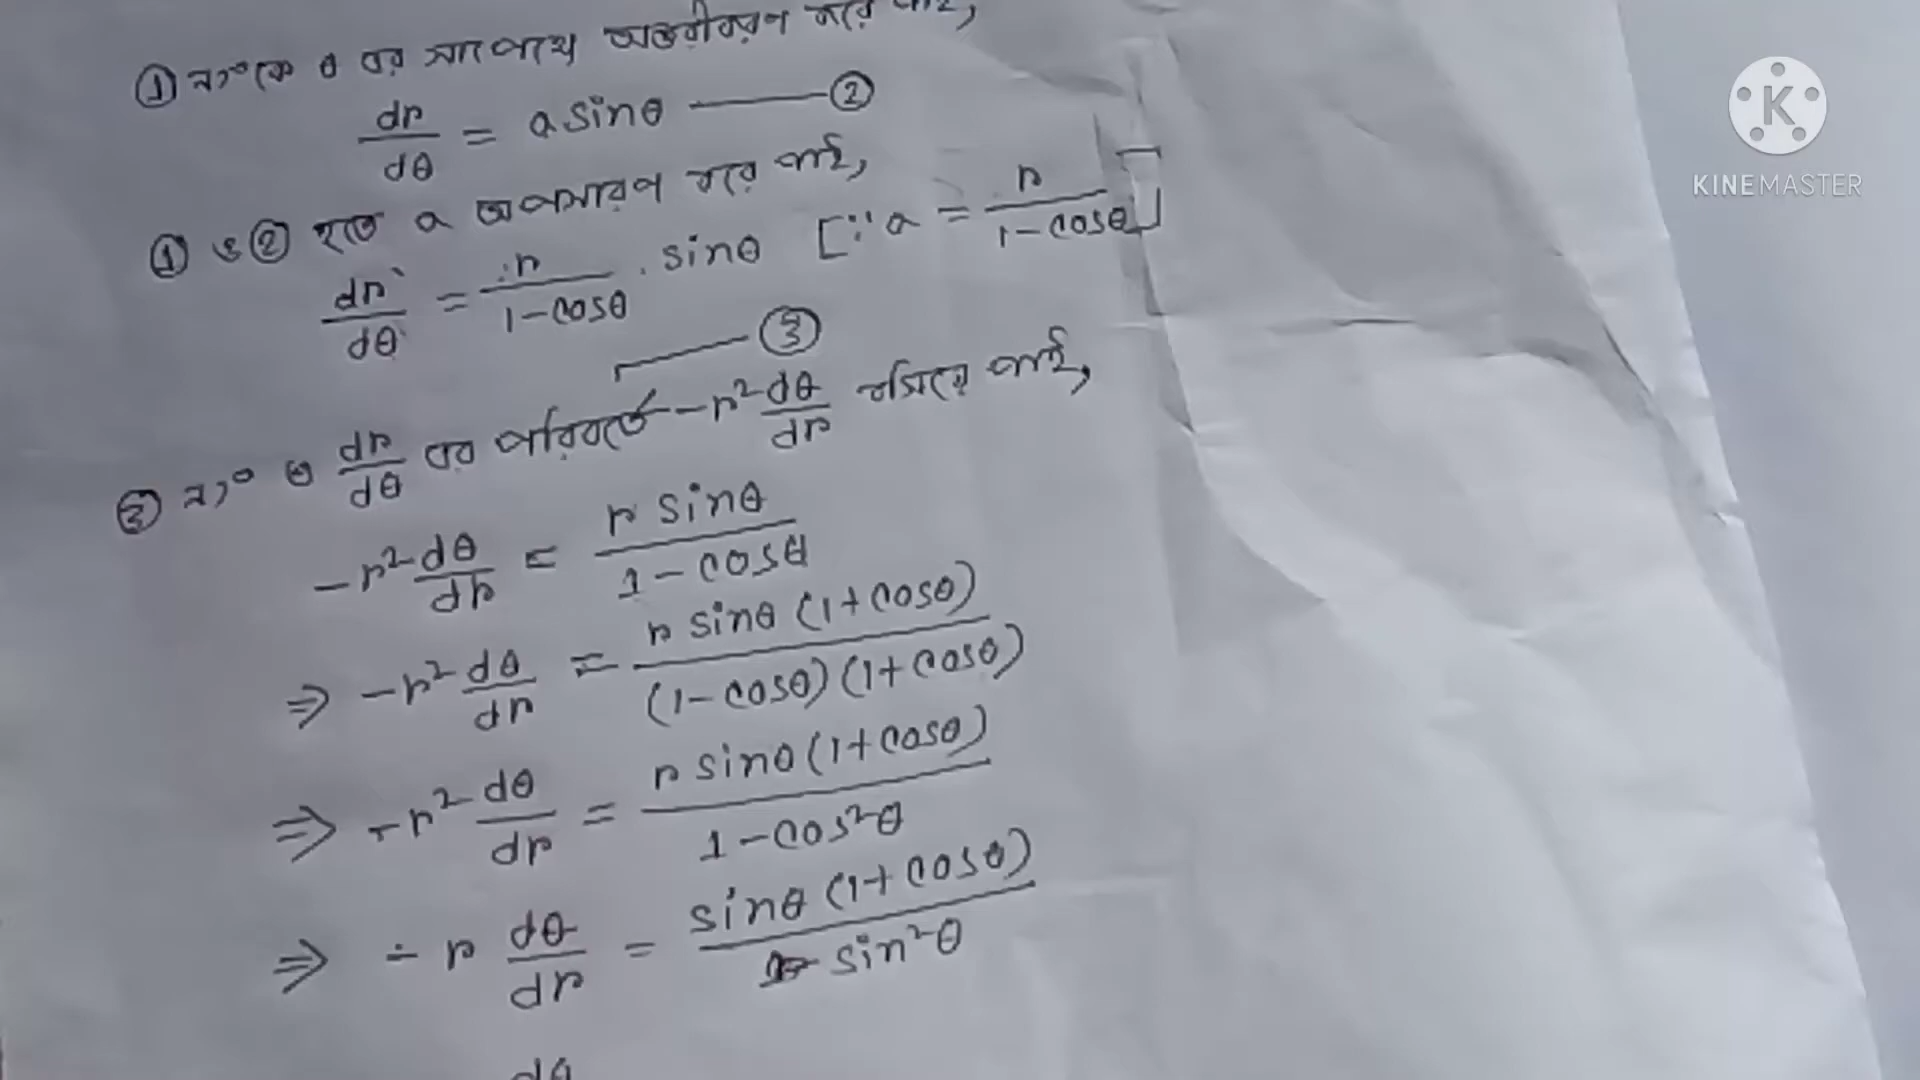 ① নং কে θ এর সাপেক্ষে অন্তরীকরণ করে পাই,
dr/dθ = a sinθ ——— ②
① ও ② হতে a অপসারণ করে পাই,
dr/dθ = r/(1-cosθ) . sinθ [∵ a = r/(1-cosθ)]
——— ③
③ নং এ dr/dθ এর পরিবর্তে -r² dθ/dr বসিয়ে পাই,
-r² dθ/dr = r sinθ/(1-cosθ)
⇒ -r² dθ/dr = r sinθ (1+cosθ)/(1-cosθ)(1+cosθ)
⇒ -r² dθ/dr = r sinθ (1+cosθ)/(1-cos²θ)
⇒ -r dθ/dr = sinθ (1+cosθ)/sin²θ
dθ
K
KINEMASTER